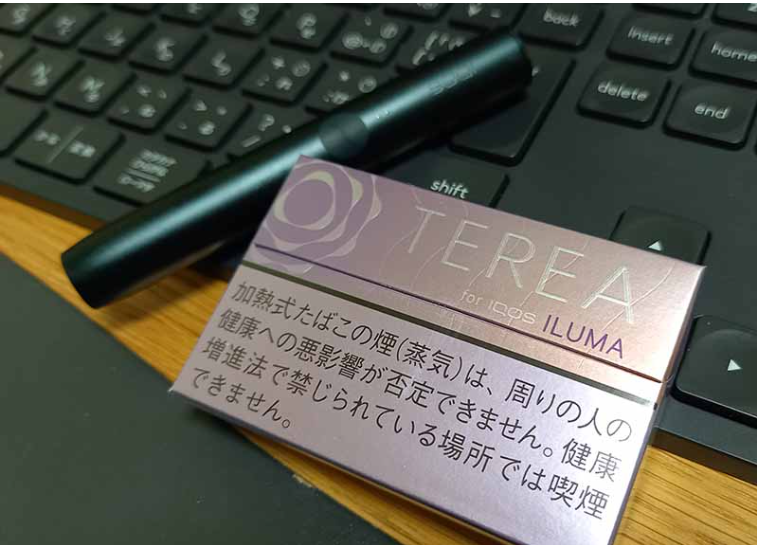 back
insert
home
delete
end
shift
TEREA
for IQOS ILUMA
加熱式たばこの煙(蒸気)は、周りの人の
健康への悪影響が否定できません。健康
増進法で禁じられている場所では喫煙
できません。